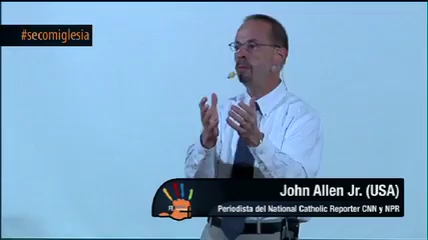 #secomiglesia
John Allen Jr. (USA)
Periodista del National Catholic Reporter CNN y NPR